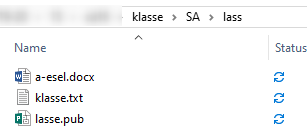 klasse > SA > lass
Name Status
a-esel.docx
klasse.txt
lasse.pub